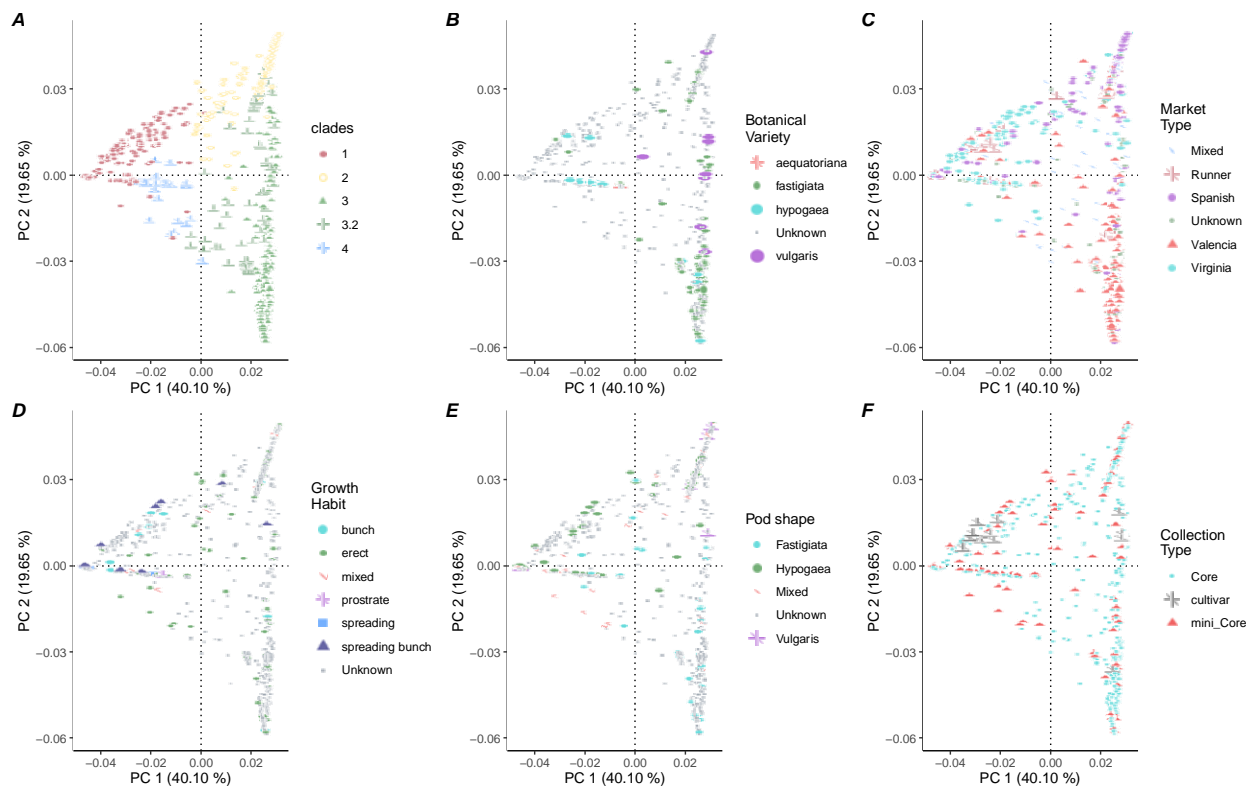 A
B
C
0.03
0.00
−0.03
−0.06
PC 2 (19.65 %)
−0.04
−0.02
0.00
0.02
PC 1 (40.10 %)
clades
1
2
3
3.2
4
0.03
0.00
−0.03
−0.06
PC 2 (19.65 %)
−0.04
−0.02
0.00
0.02
PC 1 (40.10 %)
Botanical
Variety
aequatoriana
fastigiata
hypogaea
Unknown
vulgaris
0.03
0.00
−0.03
−0.06
PC 2 (19.65 %)
−0.04
−0.02
0.00
0.02
PC 1 (40.10 %)
Market
Type
Mixed
Runner
Spanish
Unknown
Valencia
Virginia
D
E
F
0.03
0.00
−0.03
−0.06
PC 2 (19.65 %)
−0.04
−0.02
0.00
0.02
PC 1 (40.10 %)
Growth
Habit
bunch
erect
mixed
prostrate
spreading
spreading bunch
Unknown
0.03
0.00
−0.03
−0.06
PC 2 (19.65 %)
−0.04
−0.02
0.00
0.02
PC 1 (40.10 %)
Pod shape
Fastigiata
Hypogaea
Mixed
Unknown
Vulgaris
0.03
0.00
−0.03
−0.06
PC 2 (19.65 %)
−0.04
−0.02
0.00
0.02
PC 1 (40.10 %)
Collection
Type
Core
cultivar
mini_Core